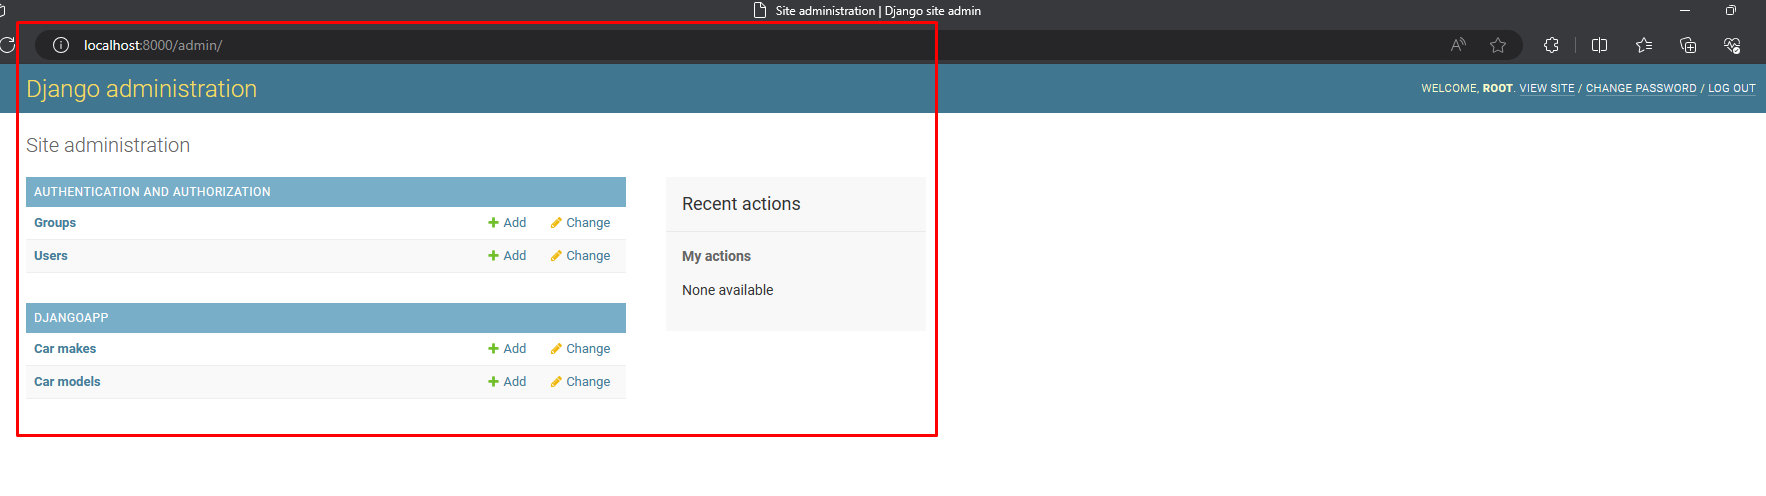 Site administration | Django site admin
localhost:8000/admin/
Django administration
WELCOME, ROOT. VIEW SITE / CHANGE PASSWORD / LOG OUT
Site administration
AUTHENTICATION AND AUTHORIZATION
Groups Add Change
Users Add Change
DJANGOAPP
Car makes Add Change
Car models Add Change
Recent actions
My actions
None available